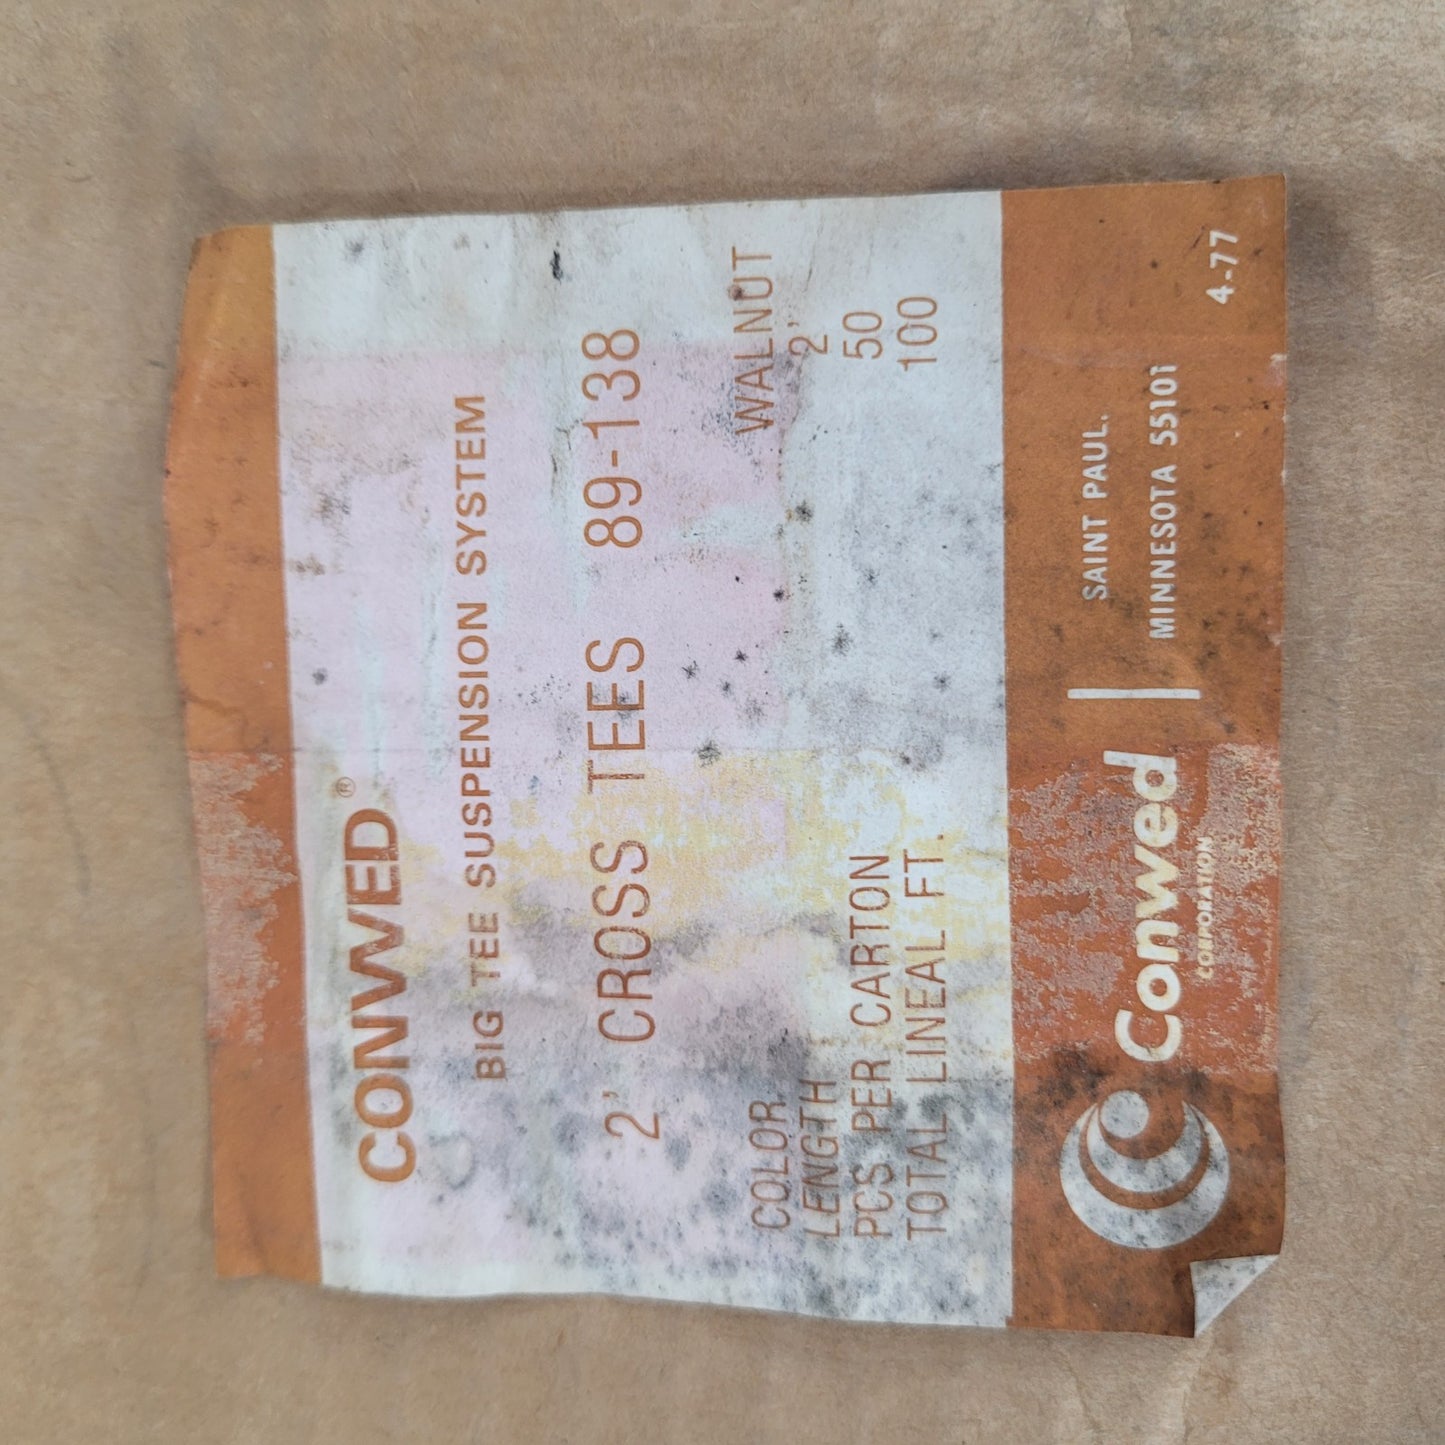 CONWED®
BIG TEE SUSPENSION SYSTEM
2' CROSS TEES 89-138
COLOR WALNUT
LENGTH 2'
PCS PER CARTON 50
TOTAL LINEAL FT. 100
Conwed
CORPORATION
SAINT PAUL.
MINNESOTA 55101
4-77